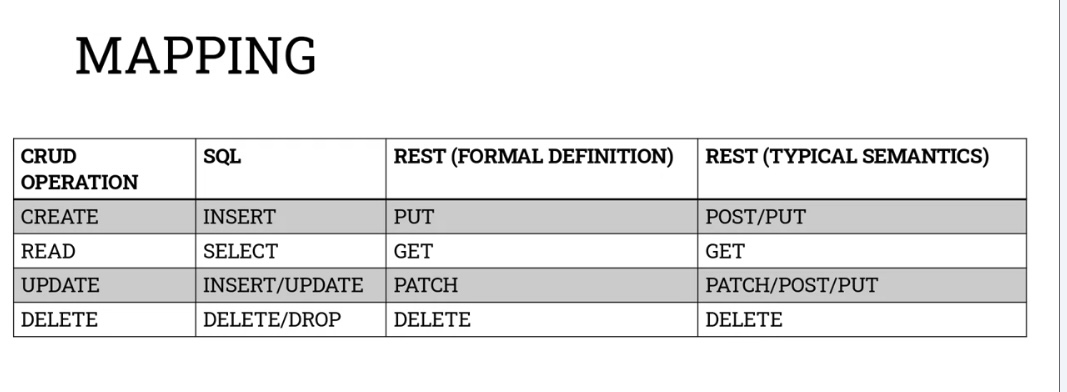 MAPPING
CRUD OPERATION SQL REST (FORMAL DEFINITION) REST (TYPICAL SEMANTICS)
CREATE INSERT PUT POST/PUT
READ SELECT GET GET
UPDATE INSERT/UPDATE PATCH PATCH/POST/PUT
DELETE DELETE/DROP DELETE DELETE